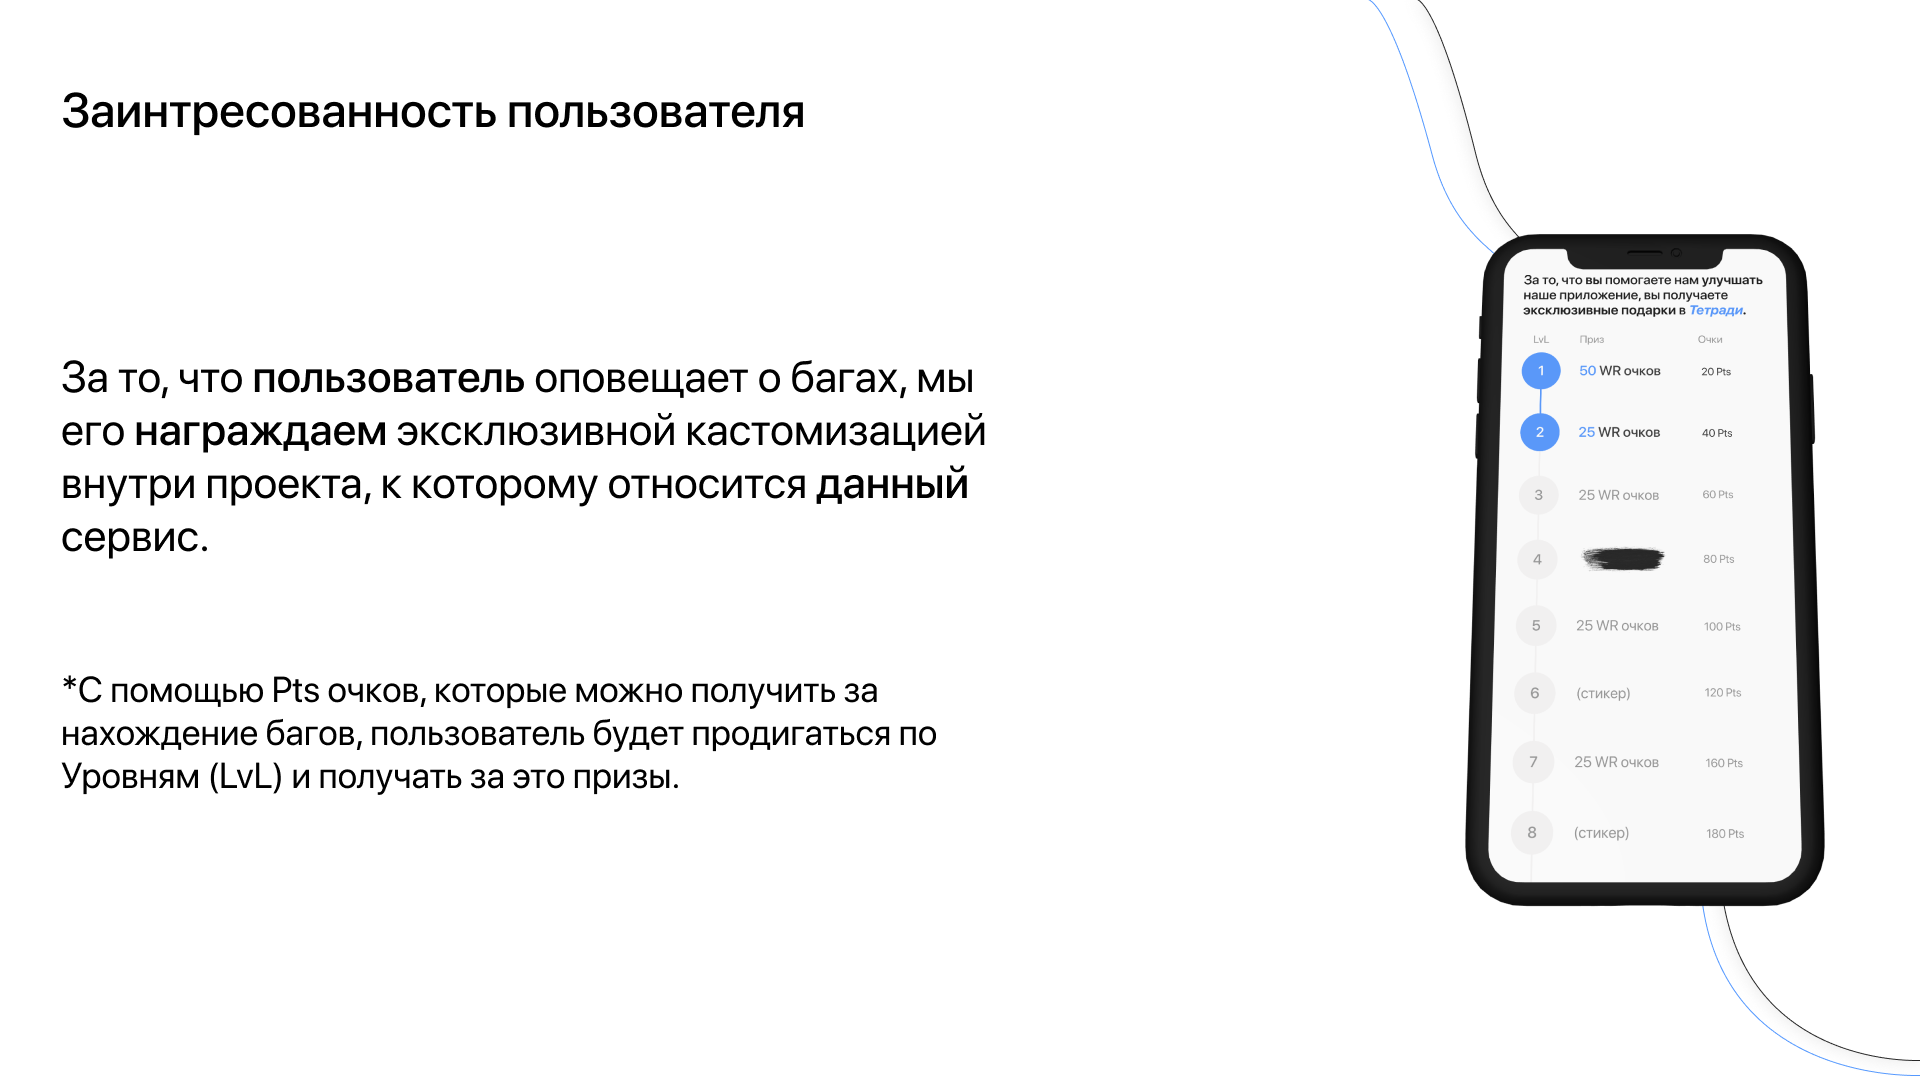 Заинтресованность пользователя
За то, что пользователь оповещает о багах, мы
его награждаем эксклюзивной кастомизацией
внутри проекта, к которому относится данный
сервис.
*С помощью Pts очков, которые можно получить за
нахождение багов, пользователь будет продигаться по
Уровням (LvL) и получать за это призы.
За то, что вы помогаете нам улучшать
наше приложение, вы получаете
эксклюзивные подарки в Тетради.
LvL Приз Очки
1 50 WR очков 20 Pts
2 25 WR очков 40 Pts
3 25 WR очков 60 Pts
4 80 Pts
5 25 WR очков 100 Pts
6 (стикер) 120 Pts
7 25 WR очков 160 Pts
8 (стикер) 180 Pts